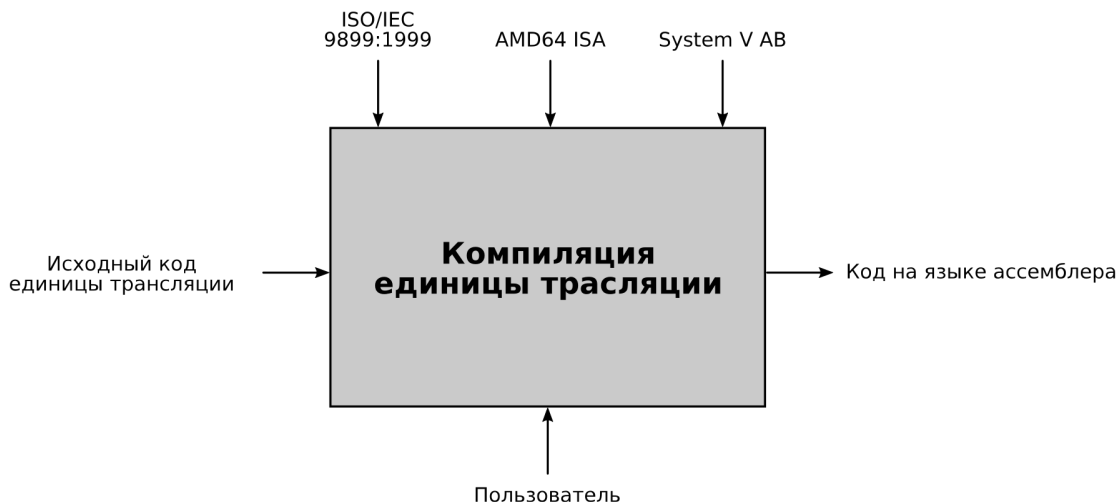 ISO/IEC
9899:1999
AMD64 ISA
System V AB
Компиляция
единицы трасляции
Исходный код
единицы трансляции
Код на языке ассемблера
Пользователь